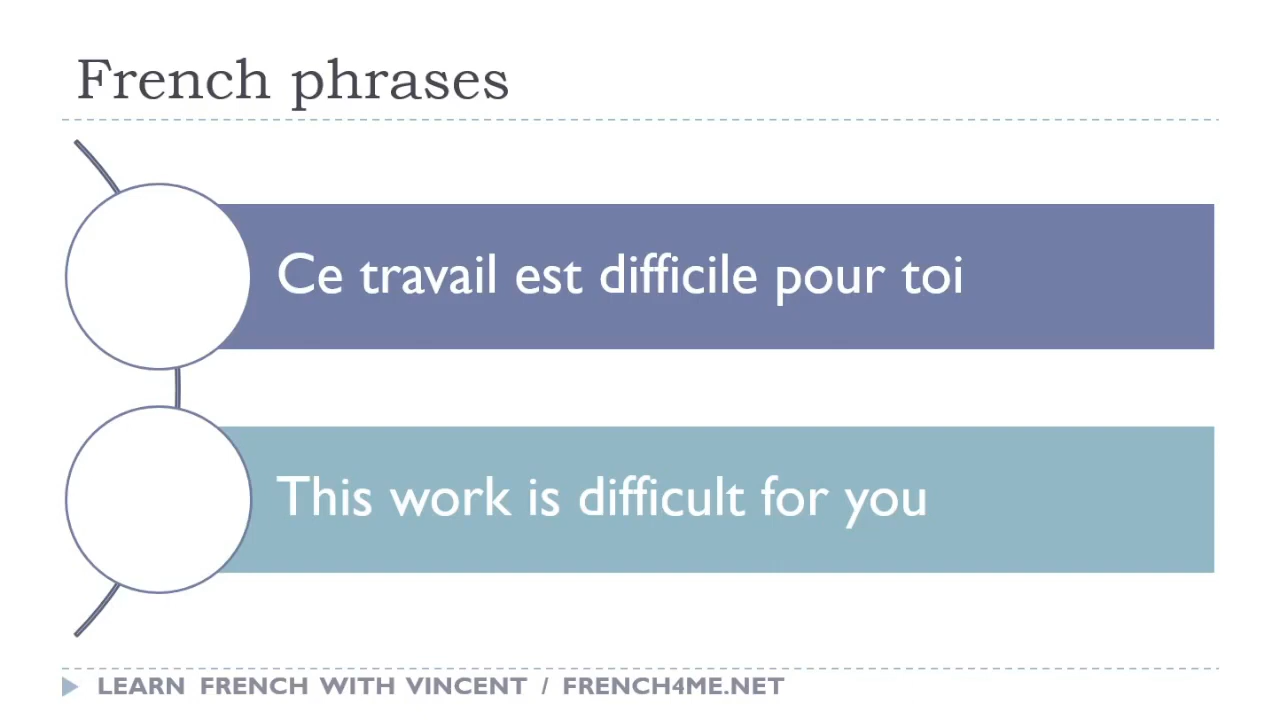 French phrases
Ce travail est difficile pour toi
This work is difficult for you
LEARN FRENCH WITH VINCENT / FRENCH4ME.NET